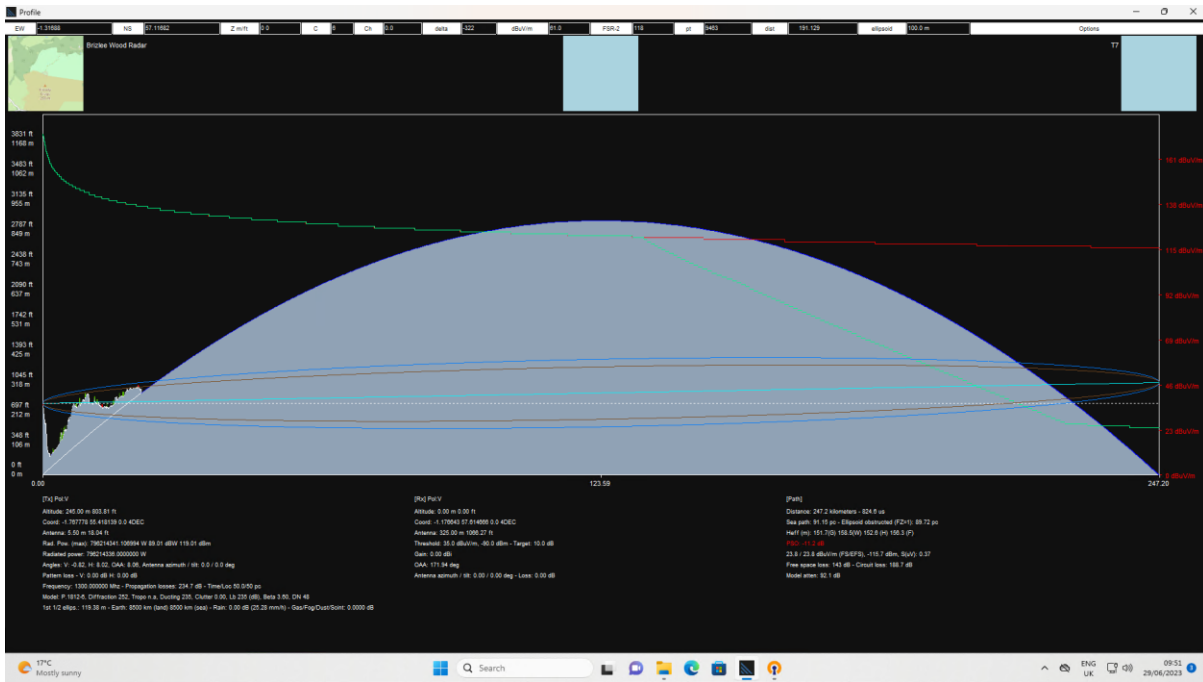 Profile
EW -1.31688 NS 57.11682 Z m/ft 0.0 C 6 Ch 0.0 delta -322 dBuV/m 61.0 FSR-2 118 pt 9463 dist 191.129 ellipsoid 100.0 m Options
Brizlee Wood Radar
T7
3831 ft
1168 m
3483 ft
1062 m
3135 ft
955 m
2787 ft
849 m
2438 ft
743 m
2090 ft
637 m
1742 ft
531 m
1393 ft
425 m
1045 ft
318 m
697 ft
212 m
348 ft
106 m
0 ft
0 m
161 dBuV/m
138 dBuV/m
115 dBuV/m
92 dBuV/m
69 dBuV/m
46 dBuV/m
23 dBuV/m
0 dBuV/m
0.00
123.59
247.20
[Tx] Pol:V
Altitude: 245.00 m 803.81 ft
Coord: -1.767778 55.418139 0.0 4DEC
Antenna: 5.50 m 18.04 ft
Rad. Pow. (max): 796214341.106994 W 89.01 dBW 119.01 dBm
Radiated power: 796214336.0000000 W
Angles: V: -0.82, H: 8.02, OAA: 8.06, Antenna azimuth / tilt: 0.0 / 0.0 deg
Pattern loss - V: 0.00 dB H: 0.00 dB
Frequency: 1300.000000 Mhz - Propagation losses: 234.7 dB - Time/Loc 50.0/50 pc
Model: P.1812-6, Diffraction 252, Tropo n.a, Ducting 235, Clutter 0.00, Lb 235 (dB), Beta 3.60, DN 48
1st 1/2 ellips.: 119.38 m - Earth: 8500 km (land) 8500 km (sea) - Rain: 0.00 dB (25.28 mm/h) - Gas/Fog/Dust/Scint: 0.0000 dB
[Rx] Pol:V
Altitude: 0.00 m 0.00 ft
Coord: -1.176643 57.614666 0.0 4DEC
Antenna: 325.00 m 1066.27 ft
Threshold: 35.0 dBuV/m, -90.0 dBm - Target: 10.0 dB
Gain: 0.00 dBi
OAA: 171.94 deg
Antenna azimuth / tilt: 0.00 / 0.00 deg - Loss: 0.00 dB
[Path]
Distance: 247.2 kilometers - 824.6 us
Sea path: 91.15 pc - Ellipsoid obstructed (FZ=1): 89.72 pc
Heff (m): 151.7(G) 158.5(W) 152.6 (H) 156.3 (F)
FSO: -11.2 dB
23.8 / 23.8 dBuV/m (FS/EFS), -115.7 dBm, S(uV): 0.37
Free space loss: 143 dB - Circuit loss: 188.7 dB
Model atten: 92.1 dB
17°C
Mostly sunny
Search
ENG
UK
09:51
29/06/2023